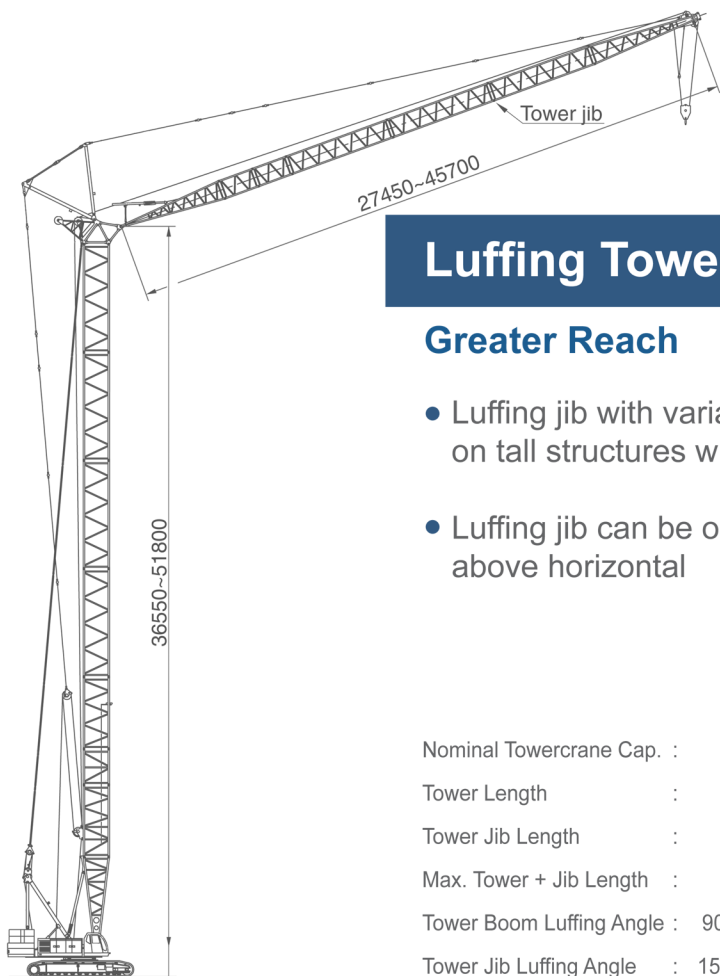 Tower jib
27450~45700
Luffing Towe
Greater Reach
• Luffing jib with varia
on tall structures w
• Luffing jib can be o
above horizontal
36550~51800
Nominal Towercrane Cap. :
Tower Length :
Tower Jib Length :
Max. Tower + Jib Length :
Tower Boom Luffing Angle : 90
Tower Jib Luffing Angle : 15